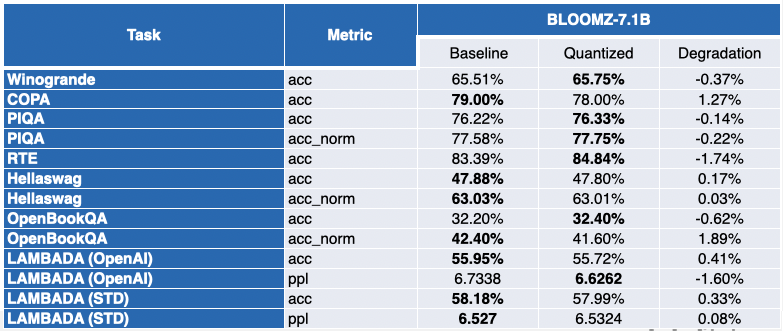 Task Metric BLOOMZ-7.1B
Baseline Quantized Degradation
Winogrande acc 65.51% 65.75% -0.37%
COPA acc 79.00% 78.00% 1.27%
PIQA acc 76.22% 76.33% -0.14%
PIQA acc_norm 77.58% 77.75% -0.22%
RTE acc 83.39% 84.84% -1.74%
Hellaswag acc 47.88% 47.80% 0.17%
Hellaswag acc_norm 63.03% 63.01% 0.03%
OpenBookQA acc 32.20% 32.40% -0.62%
OpenBookQA acc_norm 42.40% 41.60% 1.89%
LAMBADA (OpenAI) acc 55.95% 55.72% 0.41%
LAMBADA (OpenAI) ppl 6.7338 6.6262 -1.60%
LAMBADA (STD) acc 58.18% 57.99% 0.33%
LAMBADA (STD) ppl 6.527 6.5324 0.08%